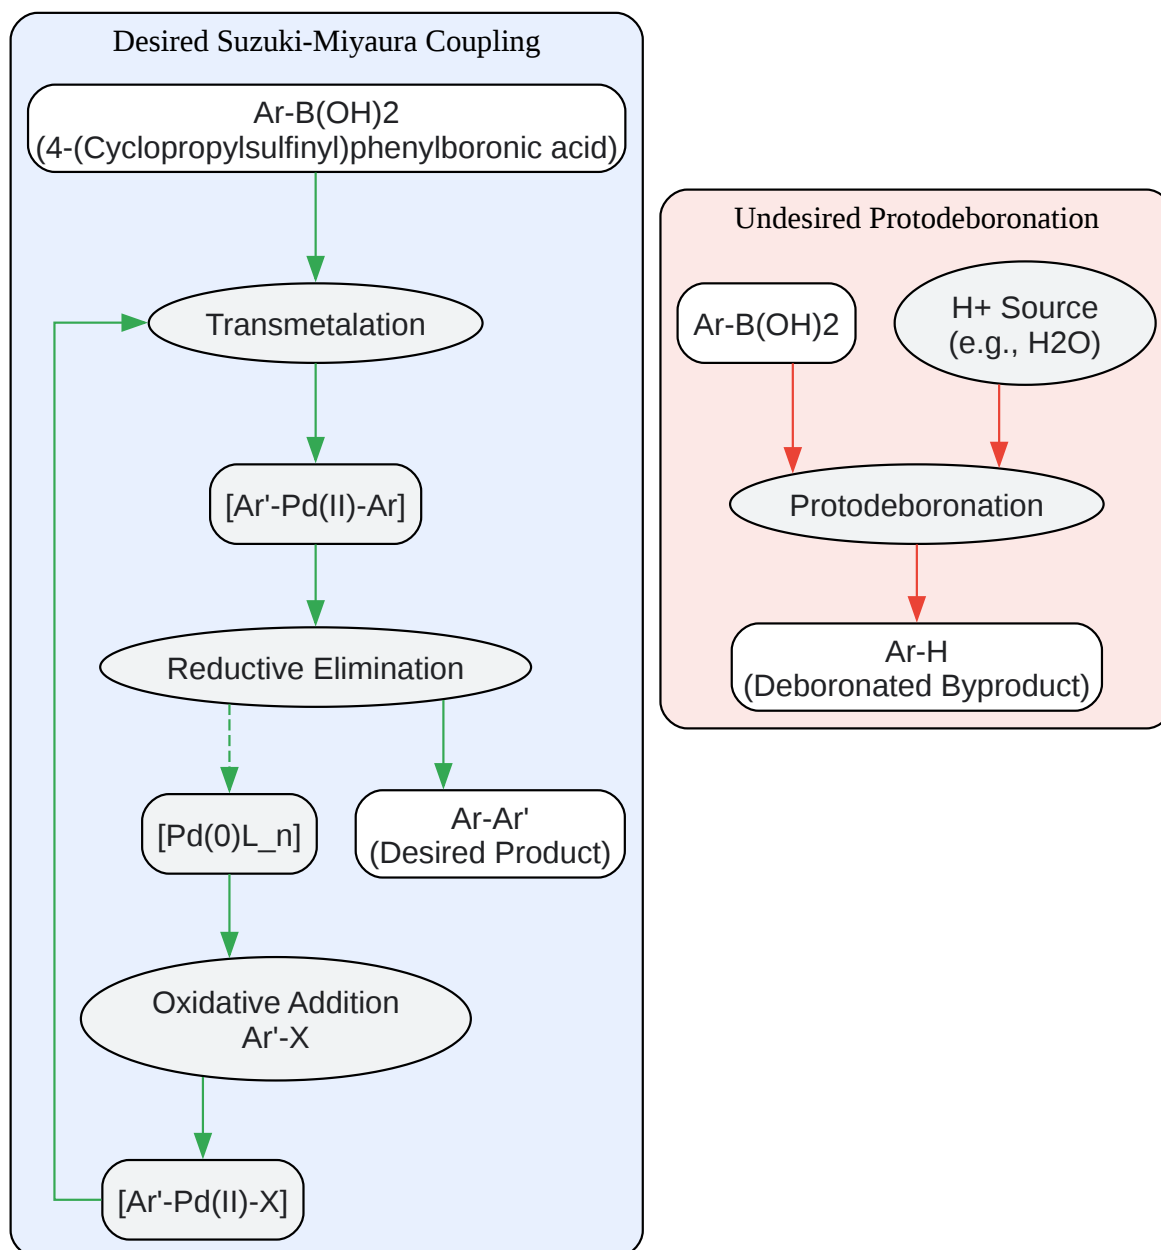 Desired Suzuki-Miyaura Coupling
Ar-B(OH)2
(4-(Cyclopropylsulfinyl)phenylboronic acid)
Transmetalation
[Ar'-Pd(II)-Ar]
Reductive Elimination
[Pd(0)L_n]
Ar-Ar'
(Desired Product)
Oxidative Addition
Ar'-X
[Ar'-Pd(II)-X]
Undesired Protodeboronation
Ar-B(OH)2
H+ Source
(e.g., H2O)
Protodeboronation
Ar-H
(Deboronated Byproduct)